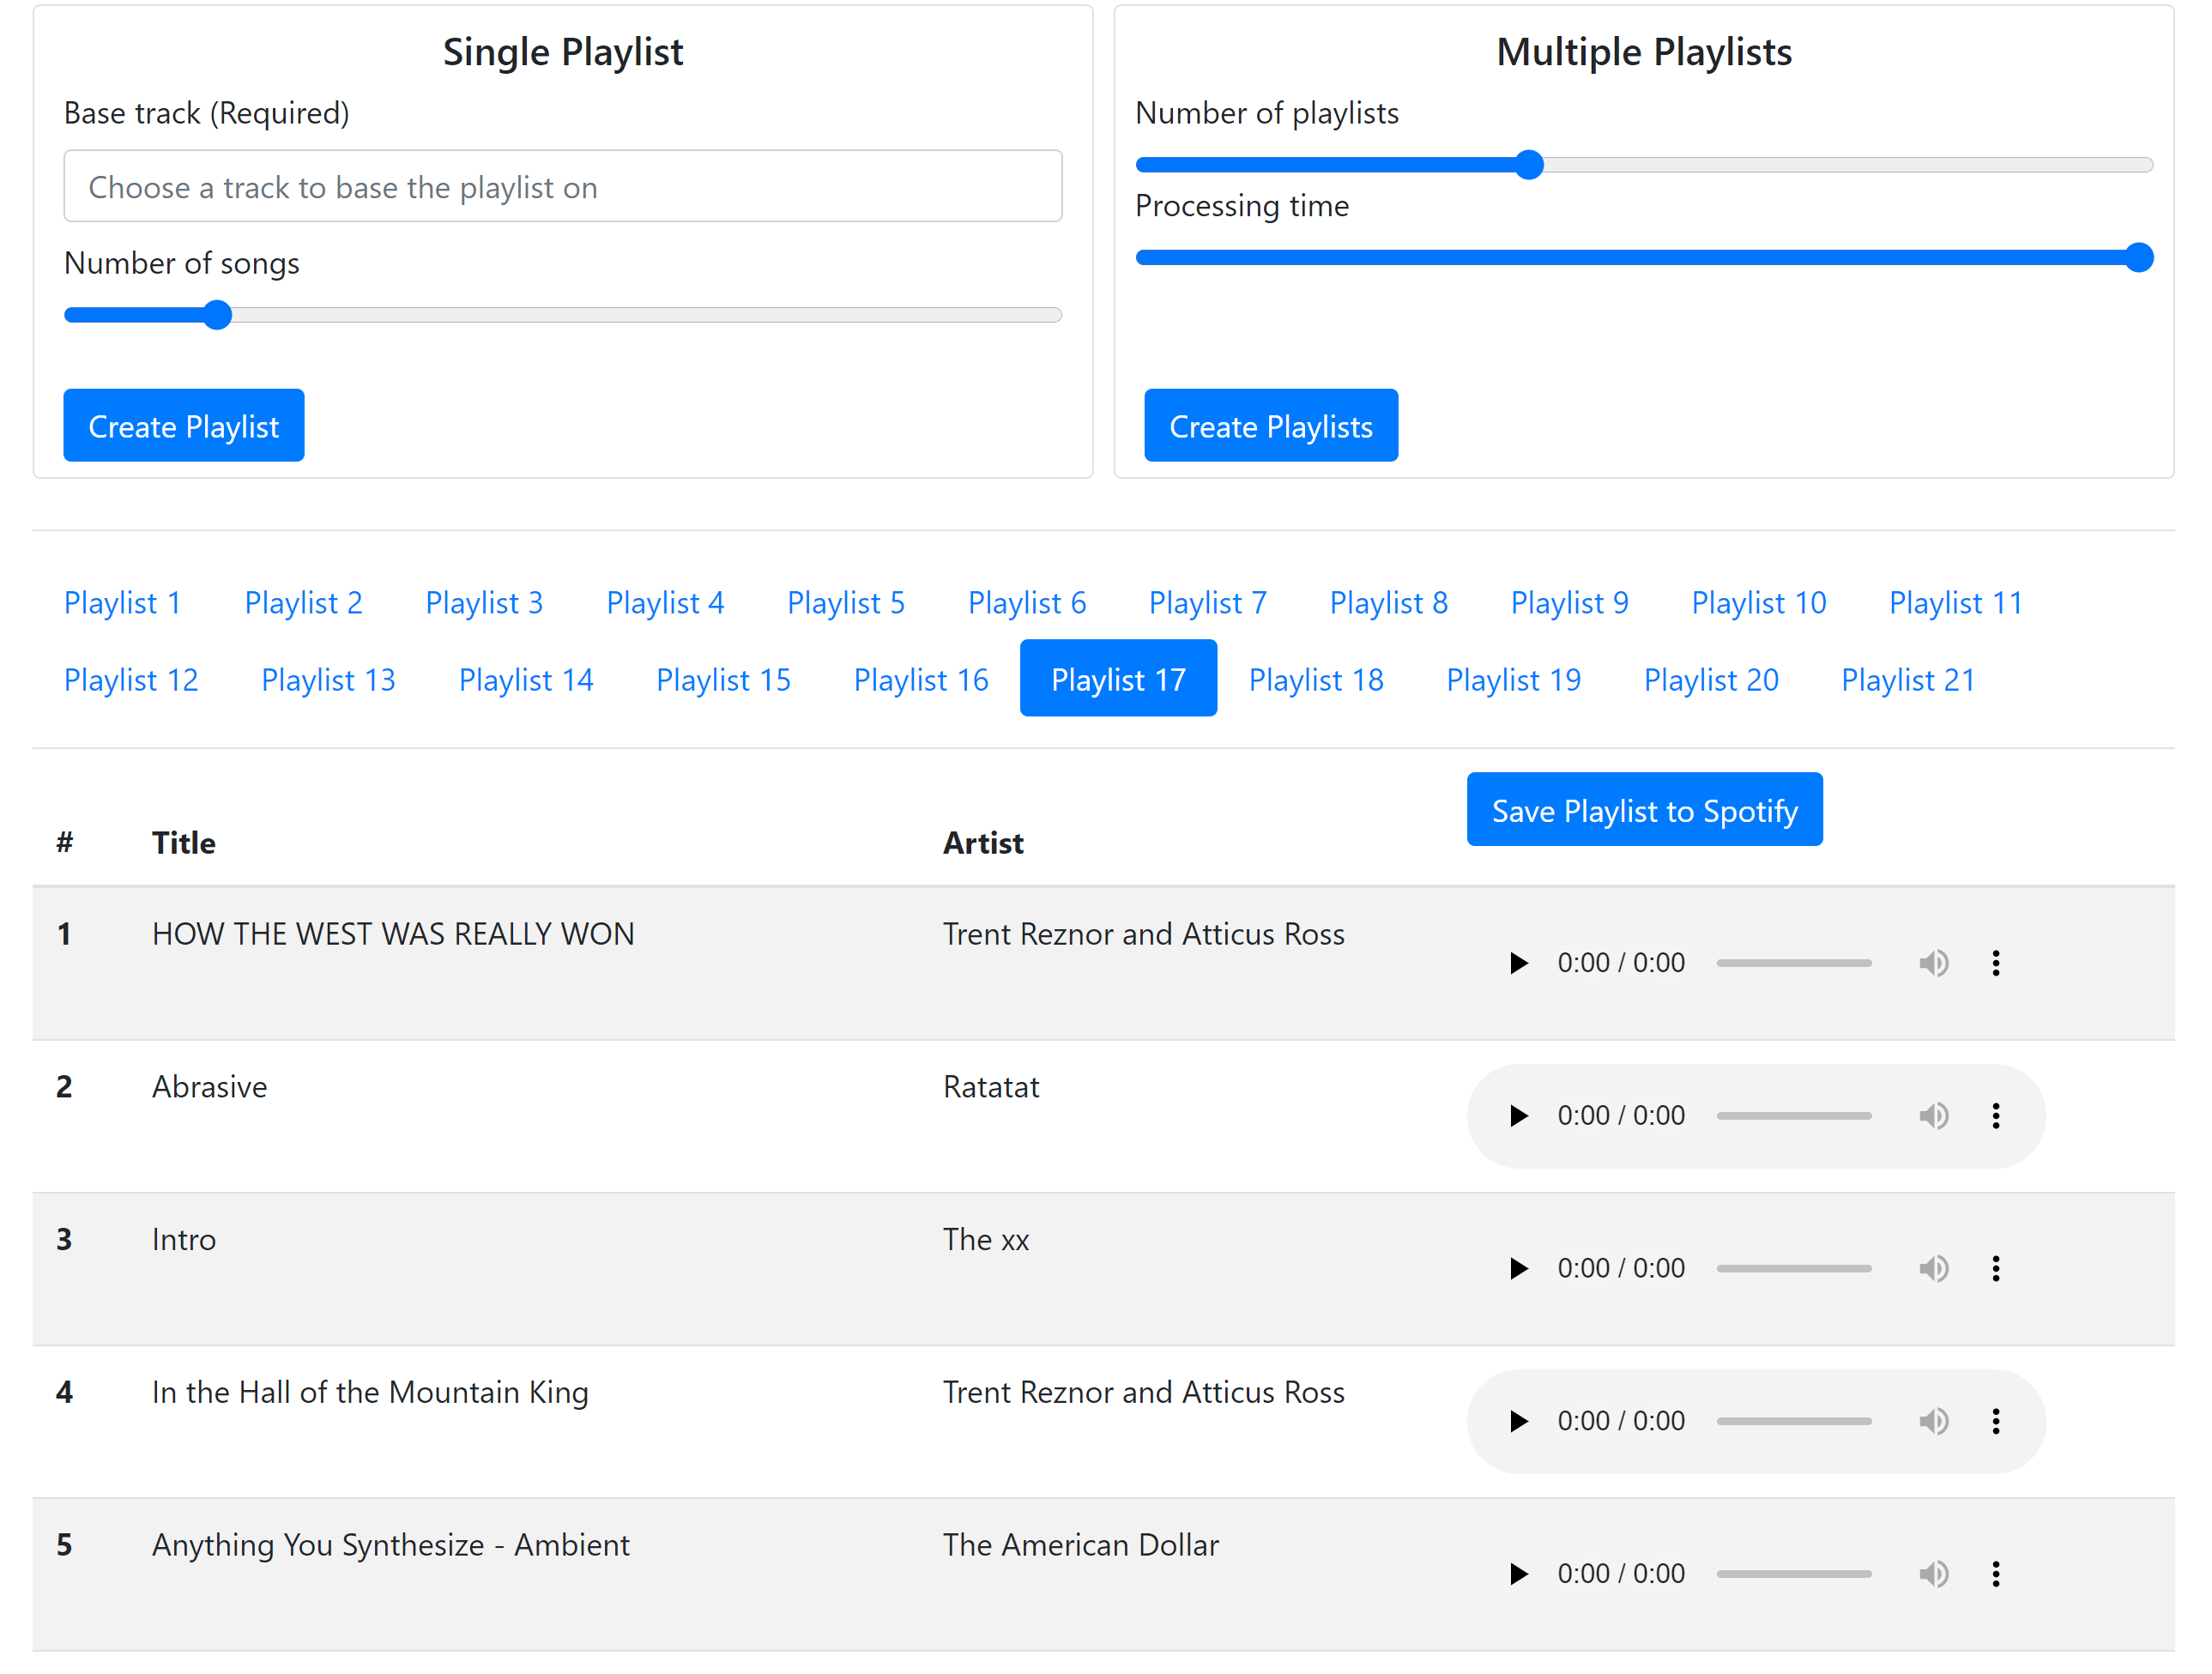 Single Playlist
Base track (Required)
Choose a track to base the playlist on
Number of songs
Create Playlist
Multiple Playlists
Number of playlists
Processing time
Create Playlists
Playlist 1 Playlist 2 Playlist 3 Playlist 4 Playlist 5 Playlist 6 Playlist 7 Playlist 8 Playlist 9 Playlist 10 Playlist 11
Playlist 12 Playlist 13 Playlist 14 Playlist 15 Playlist 16 Playlist 17 Playlist 18 Playlist 19 Playlist 20 Playlist 21
Save Playlist to Spotify
# Title Artist
1 HOW THE WEST WAS REALLY WON Trent Reznor and Atticus Ross 0:00 / 0:00
2 Abrasive Ratatat 0:00 / 0:00
3 Intro The xx 0:00 / 0:00
4 In the Hall of the Mountain King Trent Reznor and Atticus Ross 0:00 / 0:00
5 Anything You Synthesize - Ambient The American Dollar 0:00 / 0:00